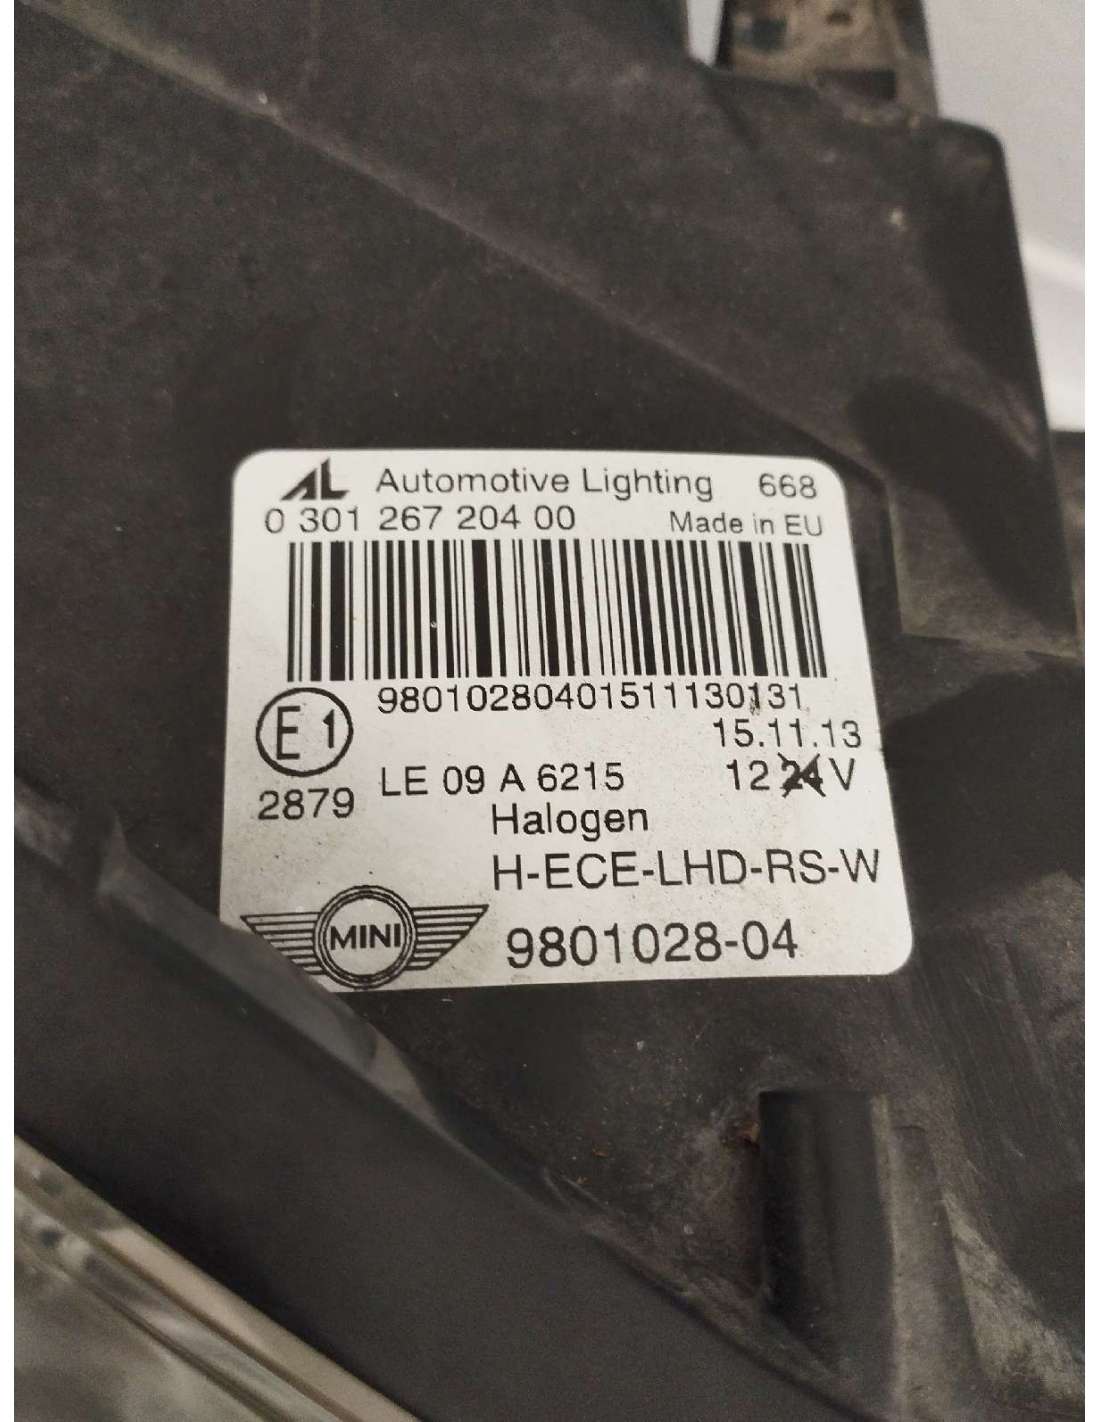 AL Automotive Lighting 668
0 301 267 204 00 Made in EU
98010280401511130131
E1 15.11.13
2879 LE 09 A 6215 12 24 V
Halogen
H-ECE-LHD-RS-W
MINI 9801028-04